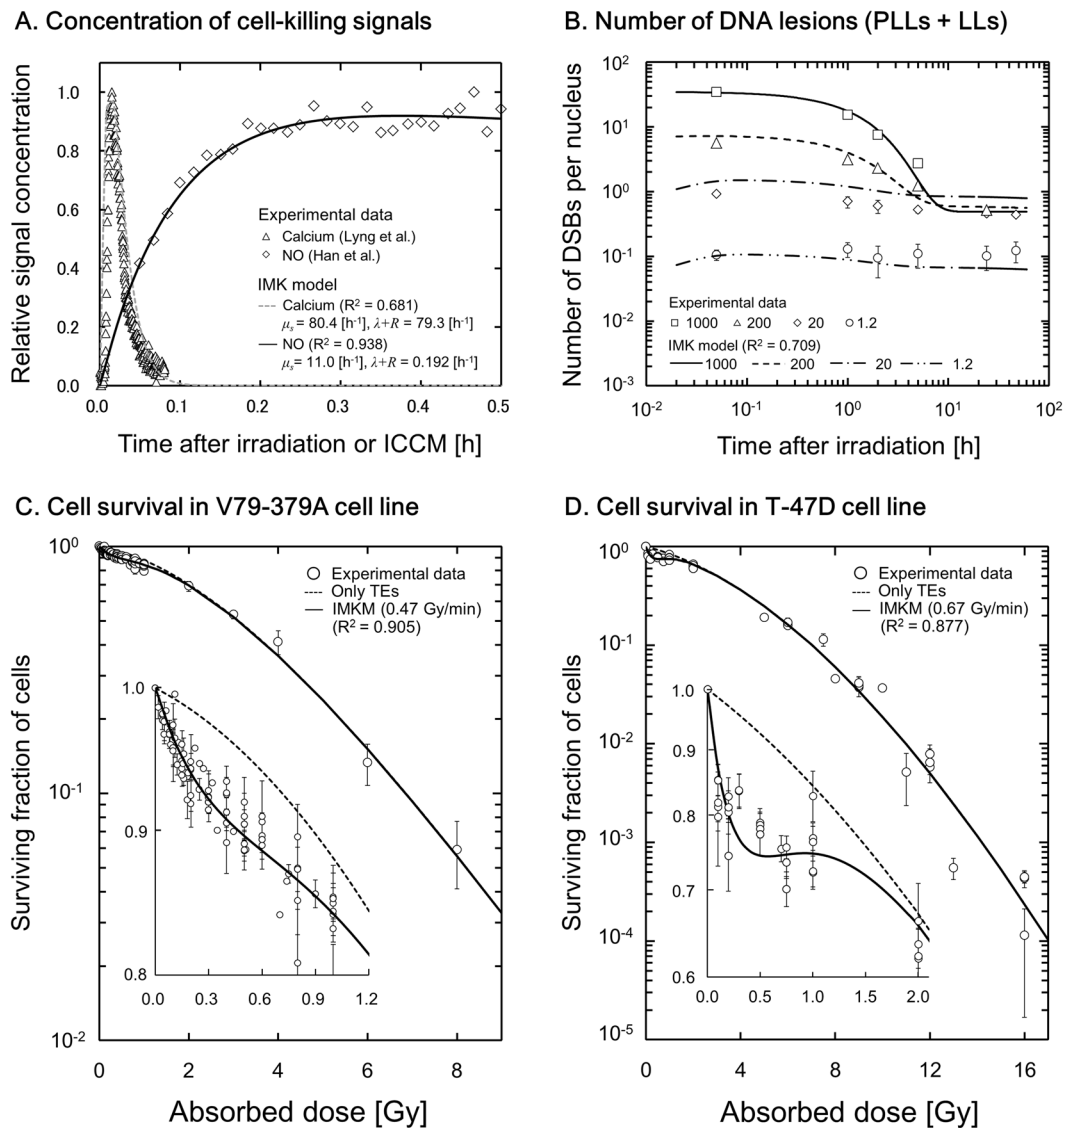 A. Concentration of cell-killing signals
Relative signal concentration
1.0
0.8
0.6
0.4
0.2
0.0
0.0 0.1 0.2 0.3 0.4 0.5
Time after irradiation or ICCM [h]
Experimental data
Calcium (Lyng et al.)
NO (Han et al.)
IMK model
Calcium (R² = 0.681)
μₛ = 80.4 [h⁻¹], λ+R = 79.3 [h⁻¹]
NO (R² = 0.938)
μₛ = 11.0 [h⁻¹], λ+R = 0.192 [h⁻¹]
B. Number of DNA lesions (PLLs + LLs)
Number of DSBs per nucleus
10²
10¹
10⁰
10⁻¹
10⁻²
10⁻³
10⁻² 10⁻¹ 10⁰ 10¹ 10²
Time after irradiation [h]
Experimental data
1000 200 20 1.2
IMK model (R² = 0.709)
1000 200 20 1.2
C. Cell survival in V79-379A cell line
Surviving fraction of cells
10⁰
10⁻¹
10⁻²
0 2 4 6 8
Absorbed dose [Gy]
Experimental data
Only TEs
IMKM (0.47 Gy/min)
(R² = 0.905)
1.0
0.9
0.8
0.0 0.3 0.6 0.9 1.2
D. Cell survival in T-47D cell line
Surviving fraction of cells
10⁰
10⁻¹
10⁻²
10⁻³
10⁻⁴
10⁻⁵
0 4 8 12 16
Absorbed dose [Gy]
Experimental data
Only TEs
IMKM (0.67 Gy/min)
(R² = 0.877)
1.0
0.9
0.8
0.7
0.6
0.0 0.5 1.0 1.5 2.0